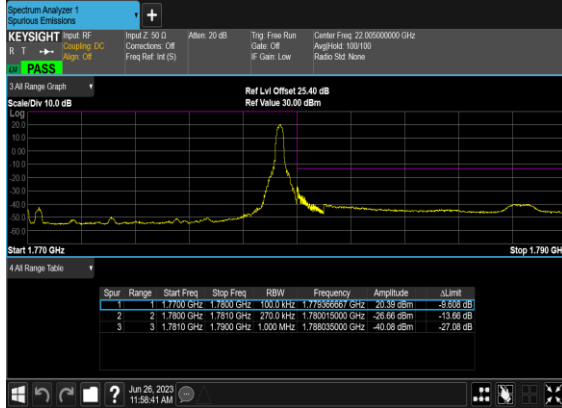 Spectrum Analyzer 1
Spurious Emissions
KEYSIGHT Input: RF Input Z: 50 Ω Atten: 20 dB Trig: Free Run Center Freq: 22.005000000 GHz
R T Coupling: DC Corrections: Off Gate: Off Avg|Hold: 100/100
Align: Off Freq Ref: Int (S) IF Gain: Low Radio Std: None
PASS
3 All Range Graph
Ref Lvl Offset 25.40 dB
Scale/Div 10.0 dB Ref Value 30.00 dBm
Log
20.0
10.0
0.00
-10.0
-20.0
-30.0
-40.0
-50.0
-60.0
Start 1.770 GHz Stop 1.790 GH
4 All Range Table
Spur Range Start Freq Stop Freq RBW Frequency Amplitude ΔLimit
1 1 1.7700 GHz 1.7800 GHz 100.0 kHz 1.779366667 GHz 20.39 dBm -9.608 dB
2 2 1.7800 GHz 1.7810 GHz 270.0 kHz 1.780015000 GHz -26.66 dBm -13.66 dB
3 3 1.7810 GHz 1.7900 GHz 1.000 MHz 1.788035000 GHz -40.08 dBm -27.08 dB
Jun 26, 2023
11:58:41 AM